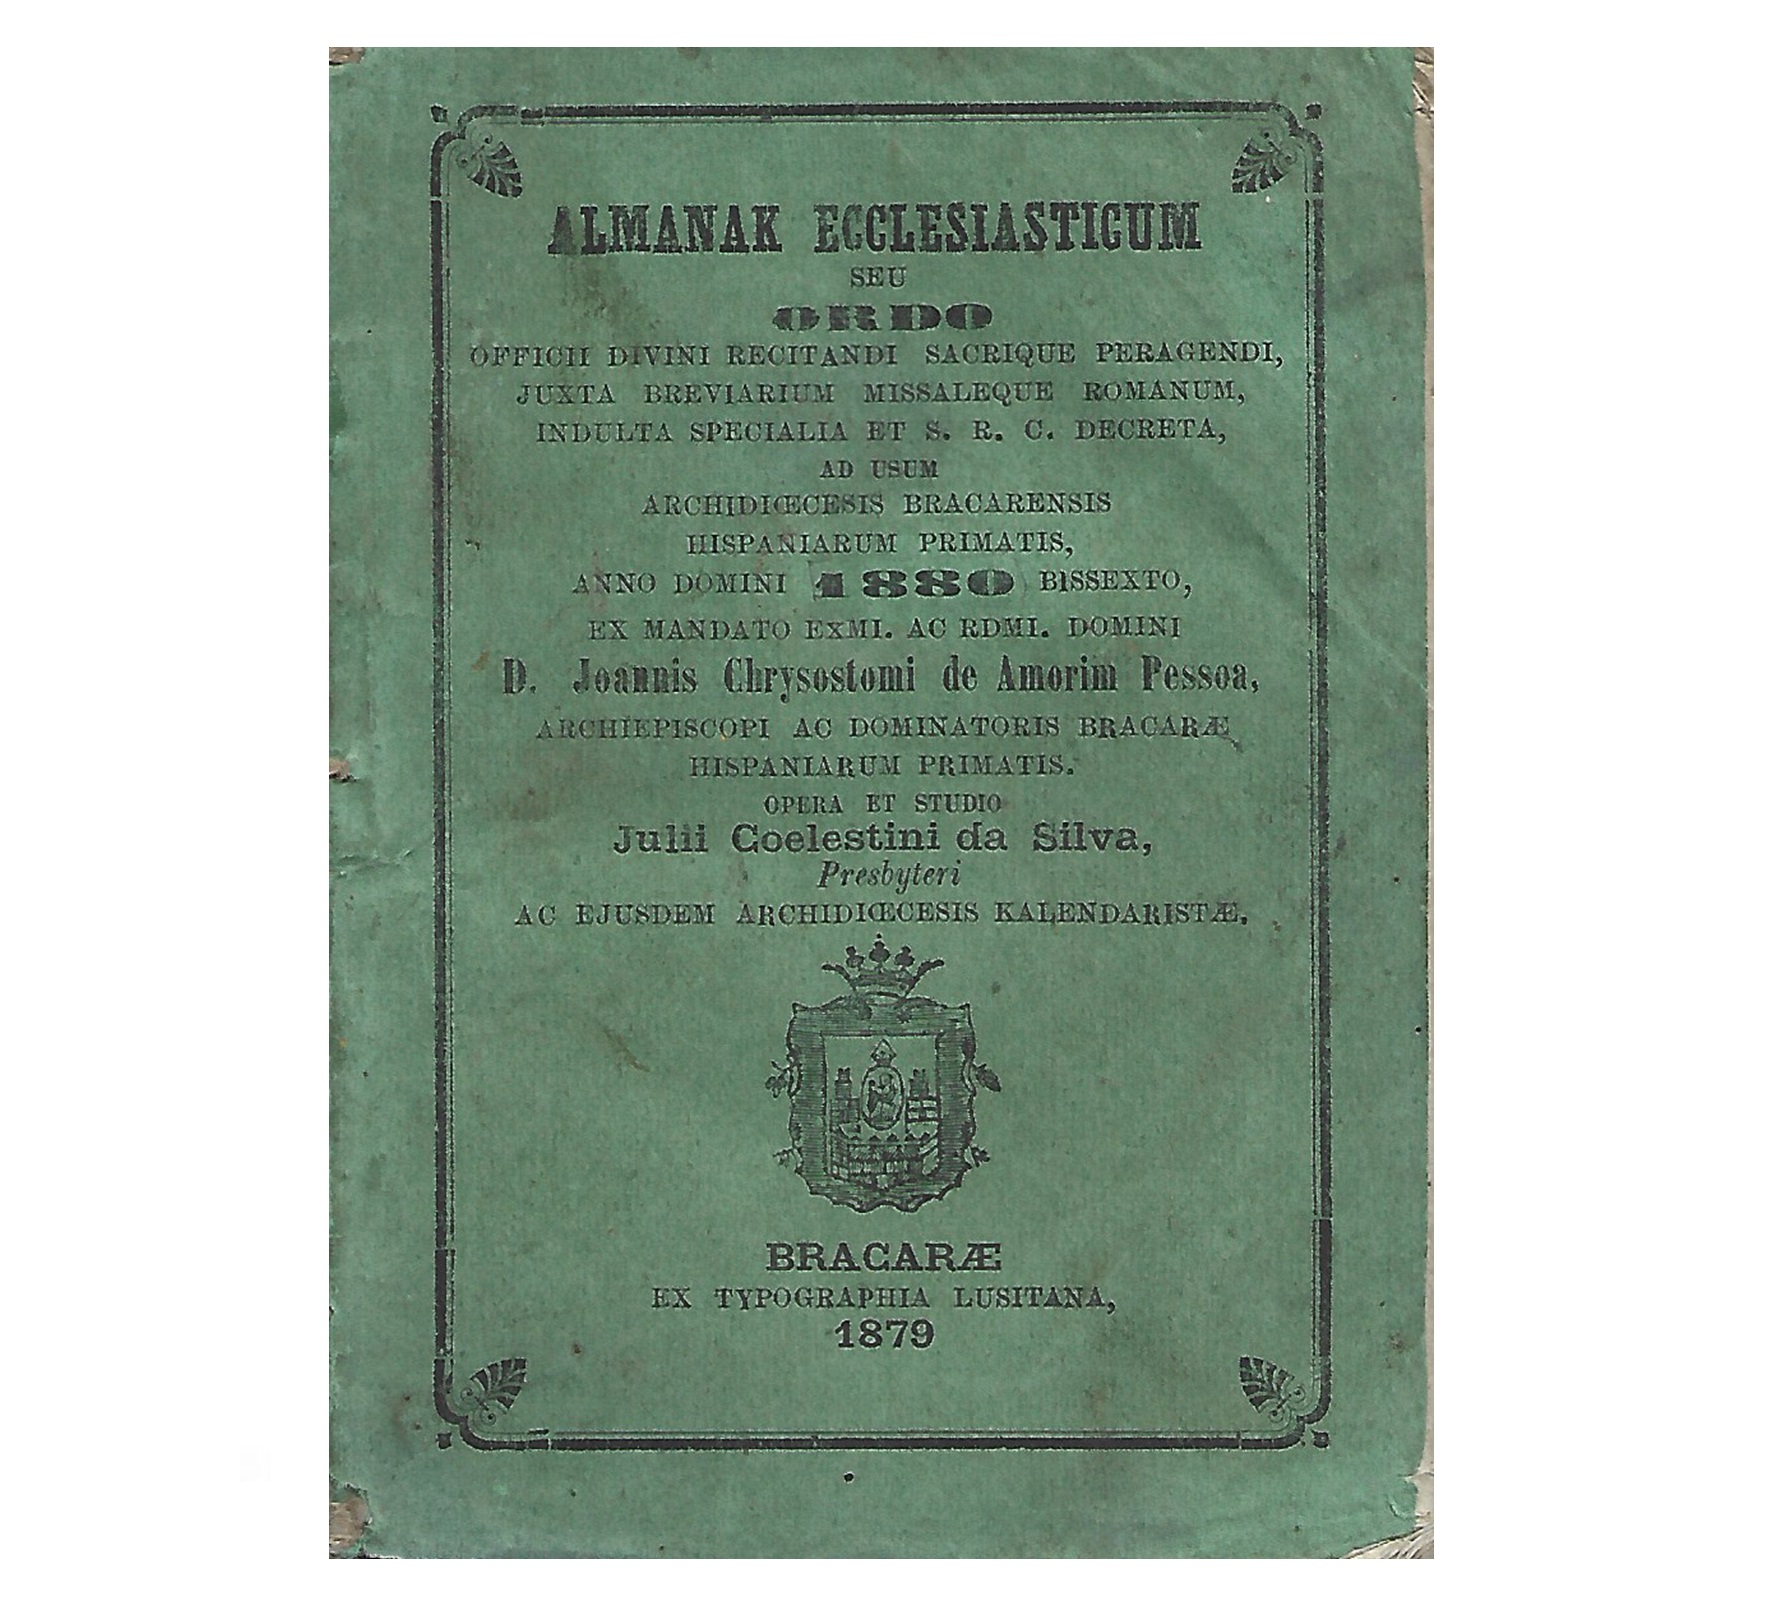 ALMANAK ECCLESIASTICUM
SEU
ORDO
OFFICII DIVINI RECITANDI SACRIQUE PERAGENDI,
JUXTA BREVIARIUM MISSALEQUE ROMANUM,
INDULTA SPECIALIA ET S. R. C. DECRETA,
AD USUM
ARCHIDIŒCESIS BRACARENSIS
HISPANIARUM PRIMATIS,
ANNO DOMINI 1880 BISSEXTO,
EX MANDATO EXMI. AC RDMI. DOMINI
D. Joannis Chrysostomi de Amorim Pessoa,
ARCHIEPISCOPI AC DOMINATORIS BRACARÆ
HISPANIARUM PRIMATIS.
OPERA ET STUDIO
Julii Coelestini da Silva,
Presbyteri
AC EJUSDEM ARCHIDIŒCESIS KALENDARISTÆ.
BRACARÆ
EX TYPOGRAPHIA LUSITANA,
1879